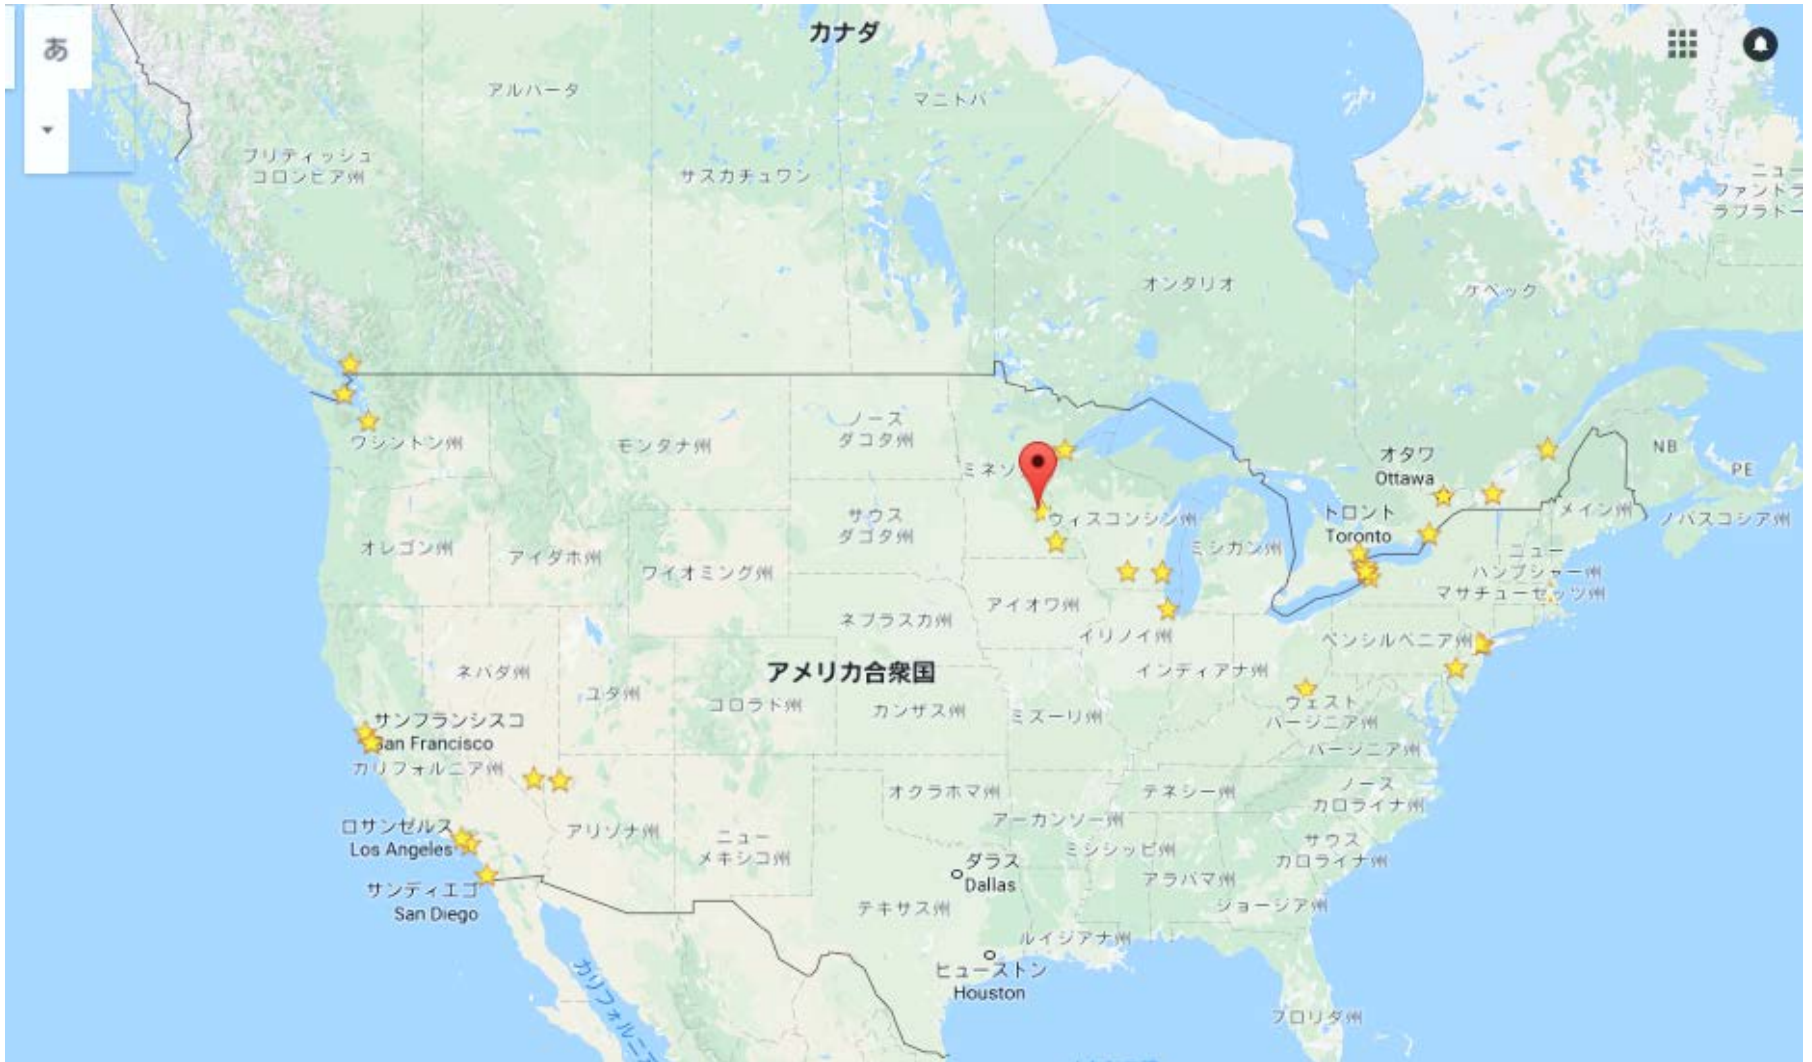 カナダ
あ
アルバータ
マニトバ
ブリティッシュ
コロンビア州
サスカチュワン
ニュー
ファンドラ
ラブラドー
オンタリオ
ケベック
ワシントン州
モンタナ州
ノース
ダコタ州
ミネソ
オタワ
Ottawa
NB
PE
サウス
ダコタ州
ウィスコンシン州
トロント
Toronto
メイン州
ノバスコシア州
オレゴン州
アイダホ州
ワイオミング州
ミシガン州
ニュー
ハンプシャー州
マサチューセッツ州
アイオワ州
ネブラスカ州
イリノイ州
ペンシルベニア州
ネバダ州
ユタ州
アメリカ合衆国
インディアナ州
コロラド州
カンザス州
ミズーリ州
ウェスト
バージニア州
サンフランシスコ
San Francisco
バージニア州
カリフォルニア州
オクラホマ州
テネシー州
ノース
カロライナ州
ロサンゼルス
Los Angeles
アリゾナ州
ニュー
メキシコ州
アーカンソー州
ミシシッピ州
サウス
カロライナ州
ダラス
Dallas
アラバマ州
サンディエゴ
San Diego
テキサス州
ジョージア州
ルイジアナ州
ヒューストン
Houston
カリフォルニア
フロリダ州